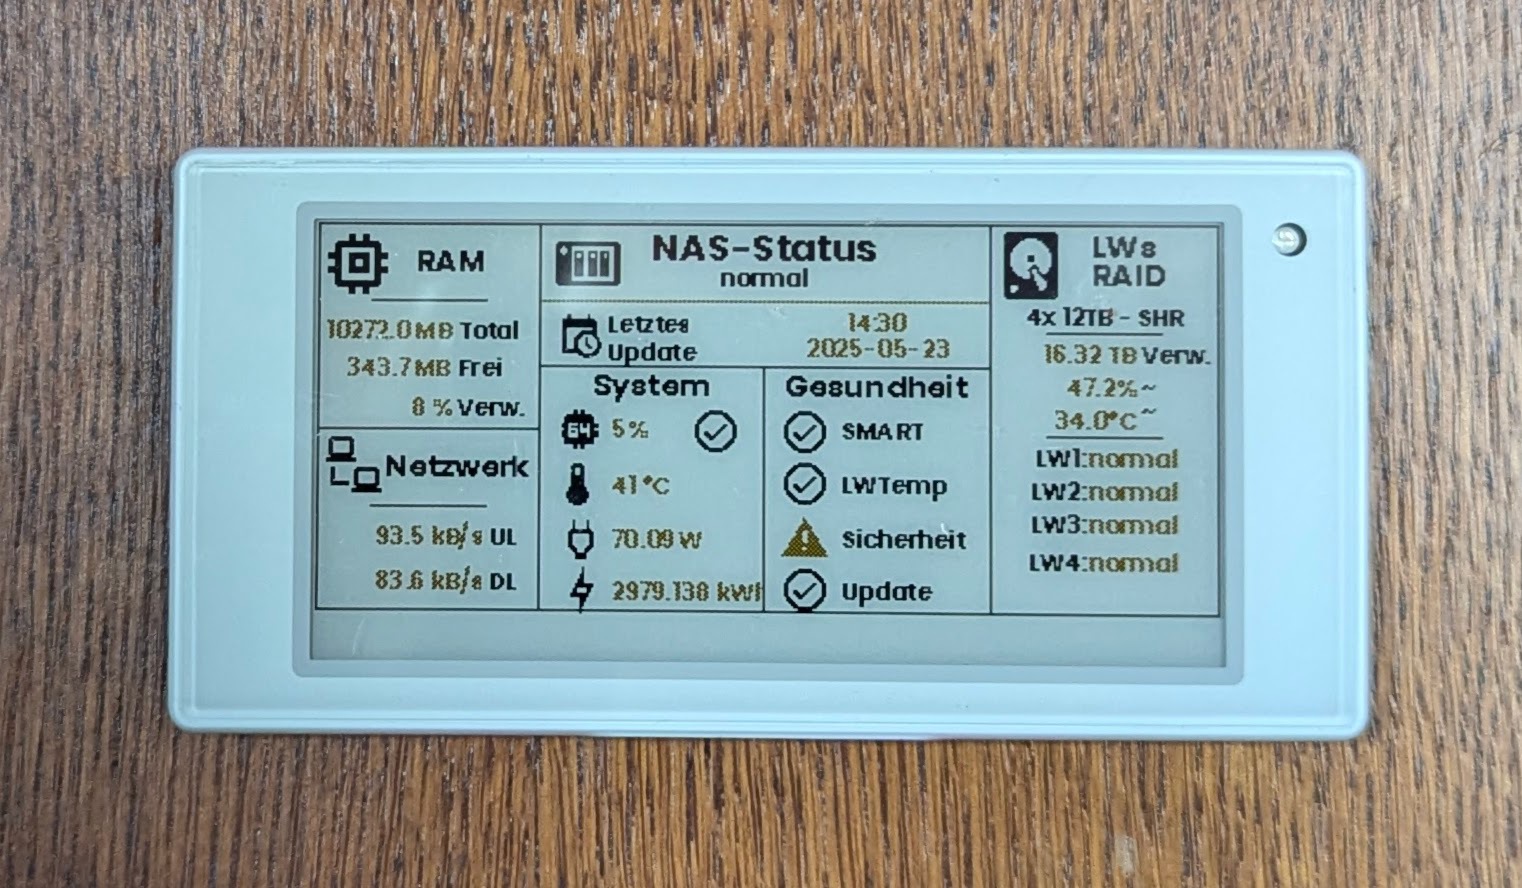 RAM
10272.0 MB Total
343.7 MB Frei
8 % Verw.
Netzwerk
93.5 kB/s UL
83.6 kB/s DL
NAS-Status
normal
Letztes
Update
14:30
2025-05-23
System
64 5%
41°C
70.09 W
2979.138 kWh
Gesundheit
SMART
LWTemp
Sicherheit
Update
LWs
RAID
4x 12TB - SHR
16.32 TB Verw.
47.2%~
34.0°C~
LW1:normal
LW2:normal
LW3:normal
LW4:normal